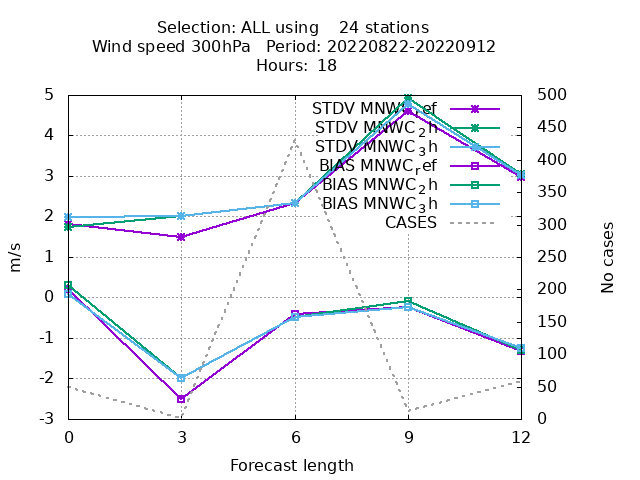 Selection: ALL using    24 stations
Wind speed 300hPa   Period: 20220822-20220912
Hours: 18
5
4
3
2
1
0
-1
-2
-3
500
450
400
350
300
250
200
150
100
50
0
m/s
No cases
STDV MNWC_ref
STDV MNWC_2h
STDV MNWC_3h
BIAS MNWC_ref
BIAS MNWC_2h
BIAS MNWC_3h
CASES
0 3 6 9 12
Forecast length